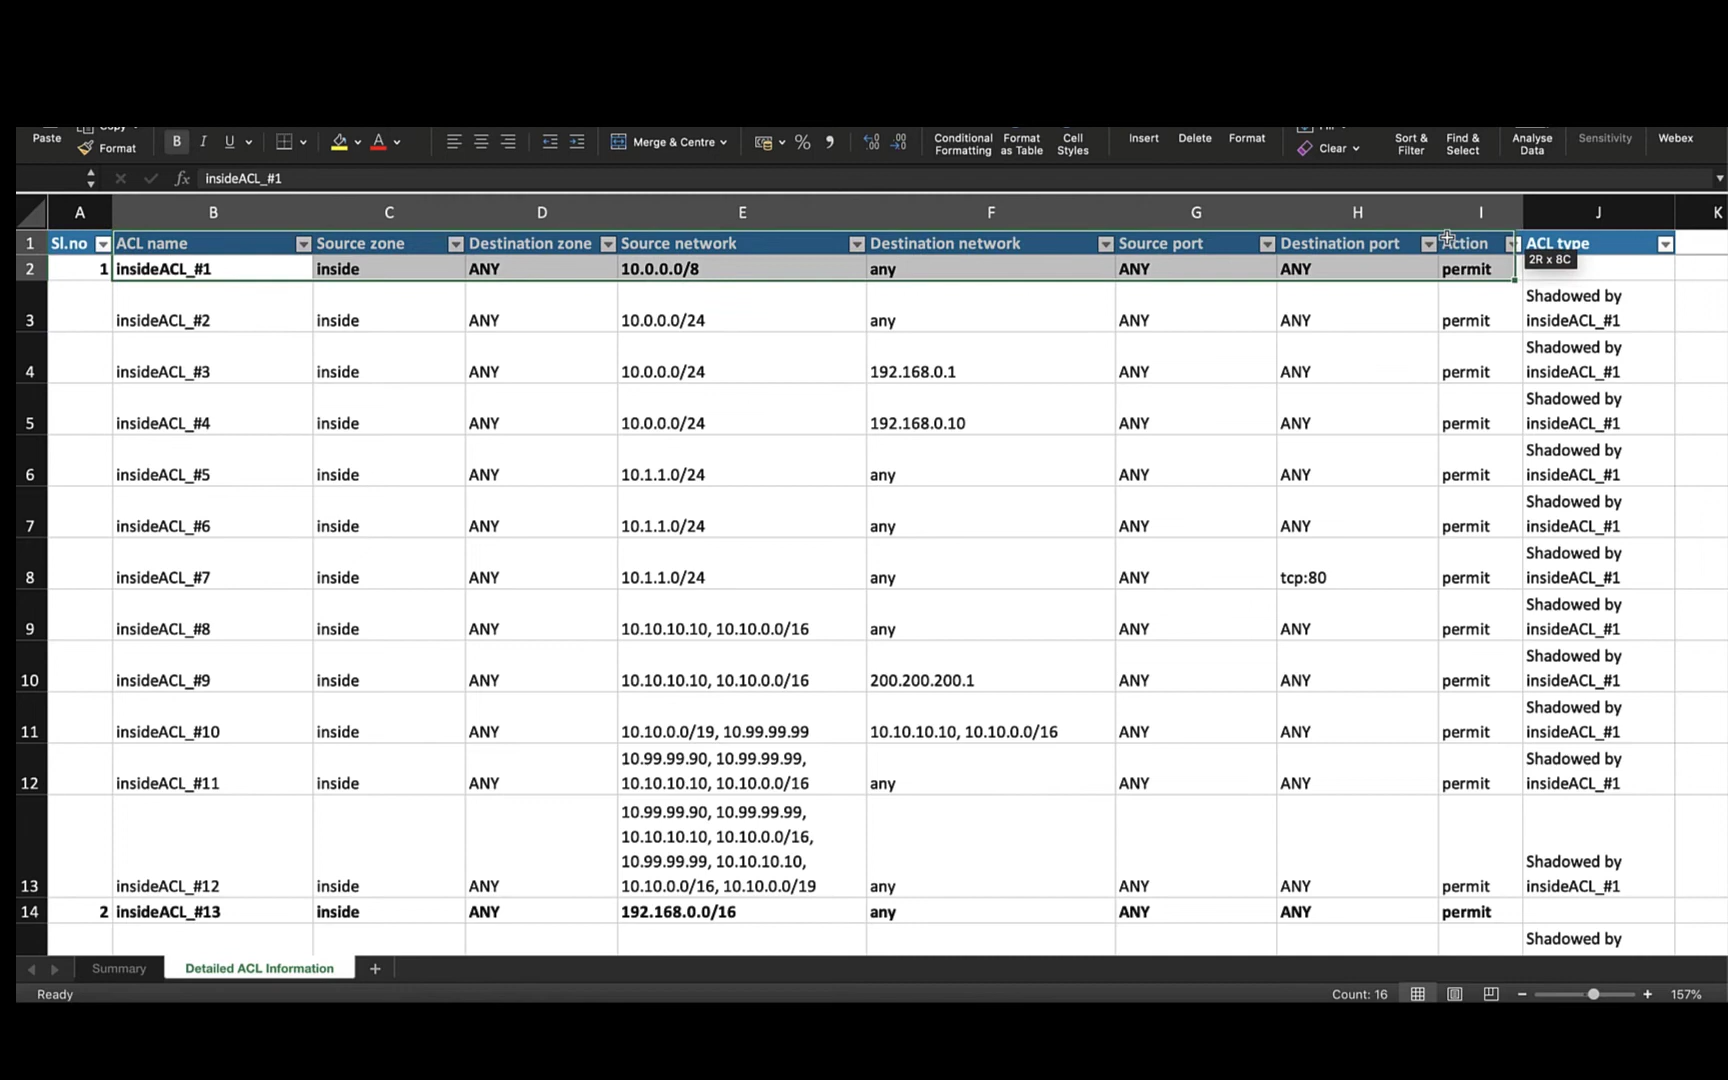 Paste
Copy
Format
B I U
A
Merge & Centre
%
Conditional Formatting
Format as Table
Cell Styles
Insert
Delete
Format
Clear
Sort & Filter
Find & Select
Analyse Data
Sensitivity
Webex
fx insideACL_#1
A B C D E F G H I J K
1 Sl.no ACL name Source zone Destination zone Source network Destination network Source port Destination port Action ACL type
2R x 8C
2 1 insideACL_#1 inside ANY 10.0.0.0/8 any ANY ANY permit
Shadowed by
3 insideACL_#2 inside ANY 10.0.0.0/24 any ANY ANY permit insideACL_#1
Shadowed by
4 insideACL_#3 inside ANY 10.0.0.0/24 192.168.0.1 ANY ANY permit insideACL_#1
Shadowed by
5 insideACL_#4 inside ANY 10.0.0.0/24 192.168.0.10 ANY ANY permit insideACL_#1
Shadowed by
6 insideACL_#5 inside ANY 10.1.1.0/24 any ANY ANY permit insideACL_#1
Shadowed by
7 insideACL_#6 inside ANY 10.1.1.0/24 any ANY ANY permit insideACL_#1
Shadowed by
8 insideACL_#7 inside ANY 10.1.1.0/24 any ANY tcp:80 permit insideACL_#1
Shadowed by
9 insideACL_#8 inside ANY 10.10.10.10, 10.10.0.0/16 any ANY ANY permit insideACL_#1
Shadowed by
10 insideACL_#9 inside ANY 10.10.10.10, 10.10.0.0/16 200.200.200.1 ANY ANY permit insideACL_#1
Shadowed by
11 insideACL_#10 inside ANY 10.10.0.0/19, 10.99.99.99 10.10.10.10, 10.10.0.0/16 ANY ANY permit insideACL_#1
10.99.99.90, 10.99.99.99, Shadowed by
12 insideACL_#11 inside ANY 10.10.10.10, 10.10.0.0/16 any ANY ANY permit insideACL_#1
10.99.99.90, 10.99.99.99,
10.10.10.10, 10.10.0.0/16,
10.99.99.99, 10.10.10.10, Shadowed by
13 insideACL_#12 inside ANY 10.10.0.0/16, 10.10.0.0/19 any ANY ANY permit insideACL_#1
14 2 insideACL_#13 inside ANY 192.168.0.0/16 any ANY ANY permit
Shadowed by
Summary Detailed ACL Information +
Ready Count: 16 157%